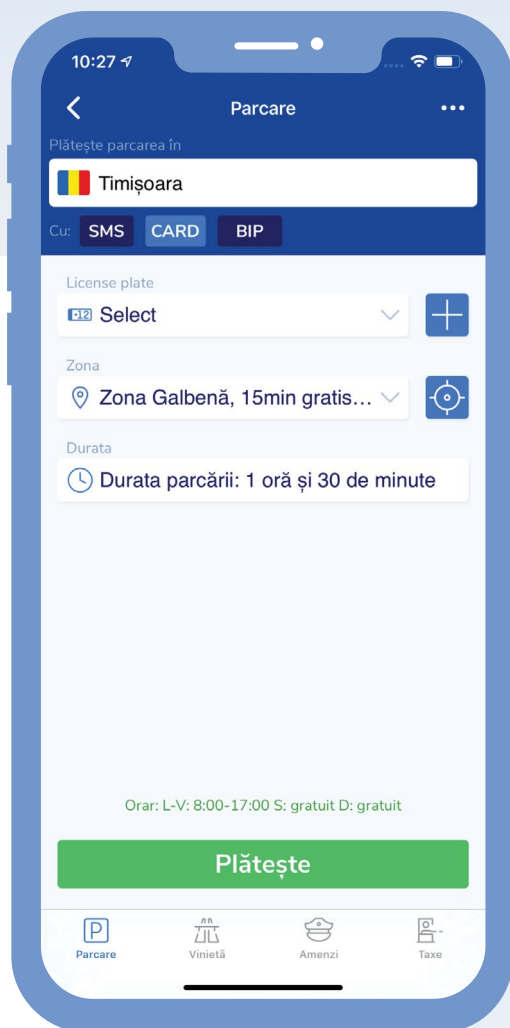 10:27
Parcare
Plătește parcarea în
Timișoara
Cu: SMS CARD BIP
License plate
12 Select
Zona
Zona Galbenă, 15min gratis...
Durata
Durata parcării: 1 oră și 30 de minute
Orar: L-V: 8:00-17:00 S: gratuit D: gratuit
Plătește
P
Parcare Vinietă Amenzi Taxe